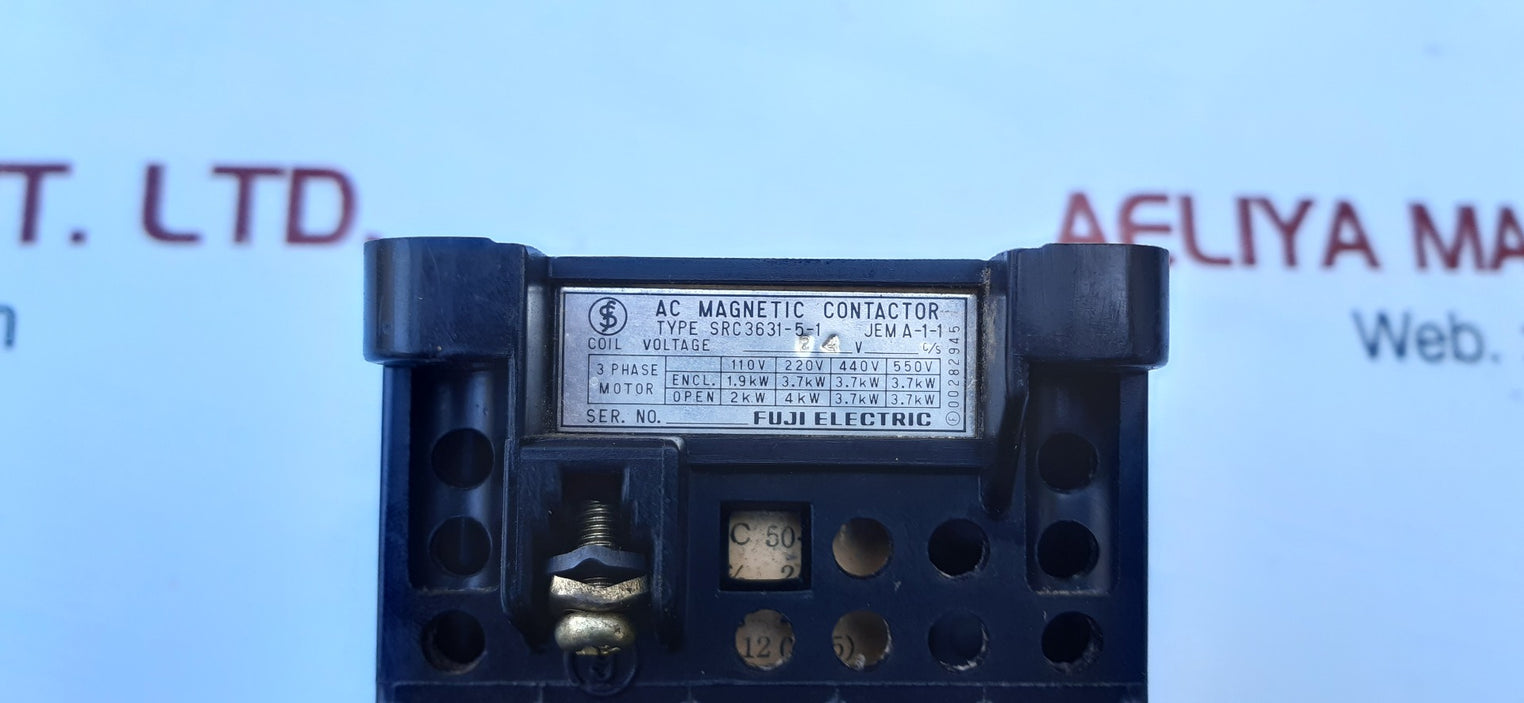 T. LTD.
AELIYA MA
Web.
AC MAGNETIC CONTACTOR
TYPE SRC3631-5-1 JEM A-1-1
COIL VOLTAGE 24 V C/S
3 PHASE MOTOR 110V 220V 440V 550V
ENCL. 1.9kW 3.7kW 3.7kW 3.7kW
OPEN 2kW 4kW 3.7kW 3.7kW
SER. NO. FUJI ELECTRIC
00282945
C 50
2
12 ( 5)